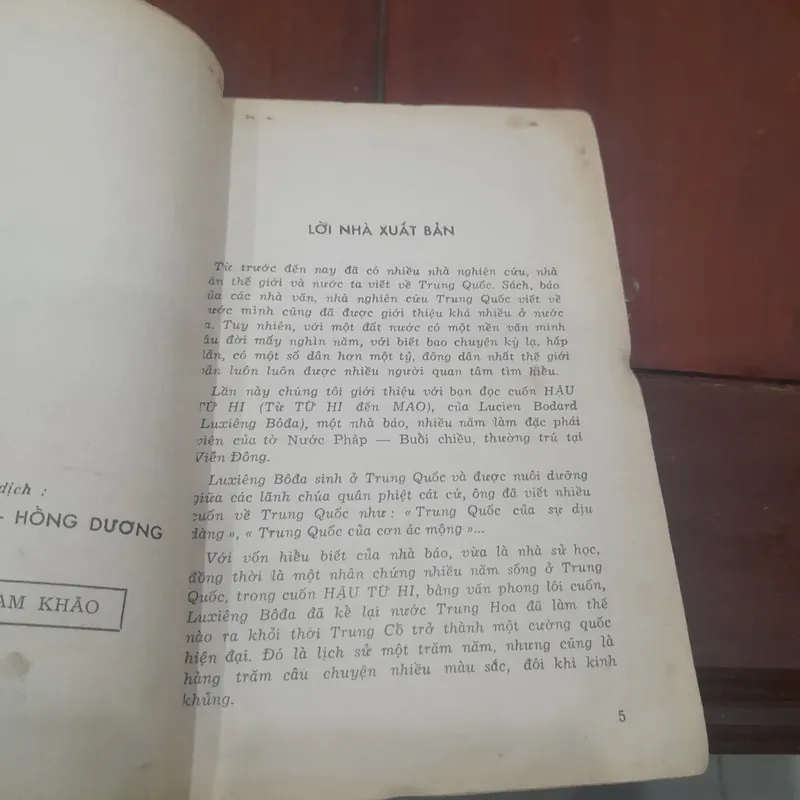 dịch :
- HỒNG DƯƠNG
AM KHẢO
LỜI NHÀ XUẤT BẢN
Từ trước đến nay đã có nhiều nhà nghiên cứu, nhà
ăn thế giới và nước ta viết về Trung Quốc. Sách, báo
ủa các nhà văn, nhà nghiên cứu Trung Quốc viết về
ước mình cũng đã được giới thiệu khá nhiều ở nước
a. Tuy nhiên, với một đất nước có một nền văn minh
âu đời mấy nghìn năm, với biết bao chuyện kỳ lạ, hấp
dẫn, có một số dân hơn một tỷ, đông dân nhất thế giới
vẫn luôn luôn được nhiều người quan tâm tìm hiểu.
Lần này chúng tôi giới thiệu với bạn đọc cuốn HẬU
TỪ HI (Từ TỪ HI đến MAO), của Lucien Bodard
(Luxiêng Bôđa), một nhà báo, nhiều năm làm đặc phái
viên của tờ Nước Pháp — Buổi chiều, thường trú tại
Viễn Đông.
Luxiêng Bôđa sinh ở Trung Quốc và được nuôi dưỡng
giữa các lãnh chúa quân phiệt cát cứ, ông đã viết nhiều
cuốn về Trung Quốc như : « Trung Quốc của sự dịu
dàng », « Trung Quốc của cơn ác mộng »...
Với vốn hiểu biết của nhà báo, vừa là nhà sử học,
đồng thời là một nhân chứng nhiều năm sống ở Trung
Quốc, trong cuốn HẬU TỪ HI, bằng văn phong lôi cuốn,
Luxiêng Bôđa đã kể lại nước Trung Hoa đã làm thế
nào ra khỏi thời Trung Cổ trở thành một cường quốc
hiện đại. Đó là lịch sử một trăm năm, nhưng cũng là
hàng trăm câu chuyện nhiều màu sắc, đôi khi kinh
khủng.
5